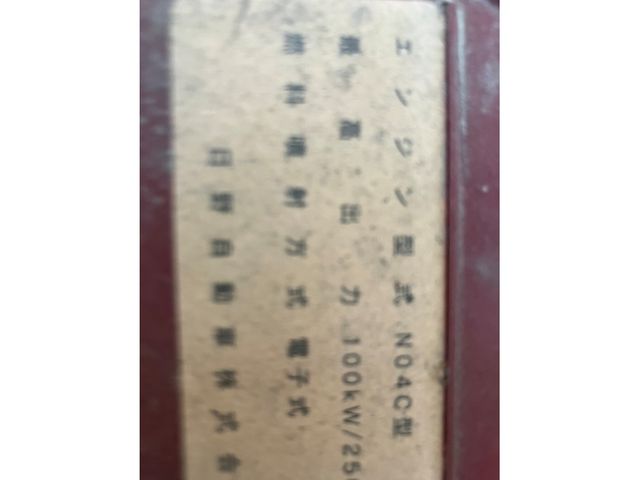 エンジン型式 N04C型
最高出力 100kW/250
燃料噴射方式 電子式
日野自動車株式会